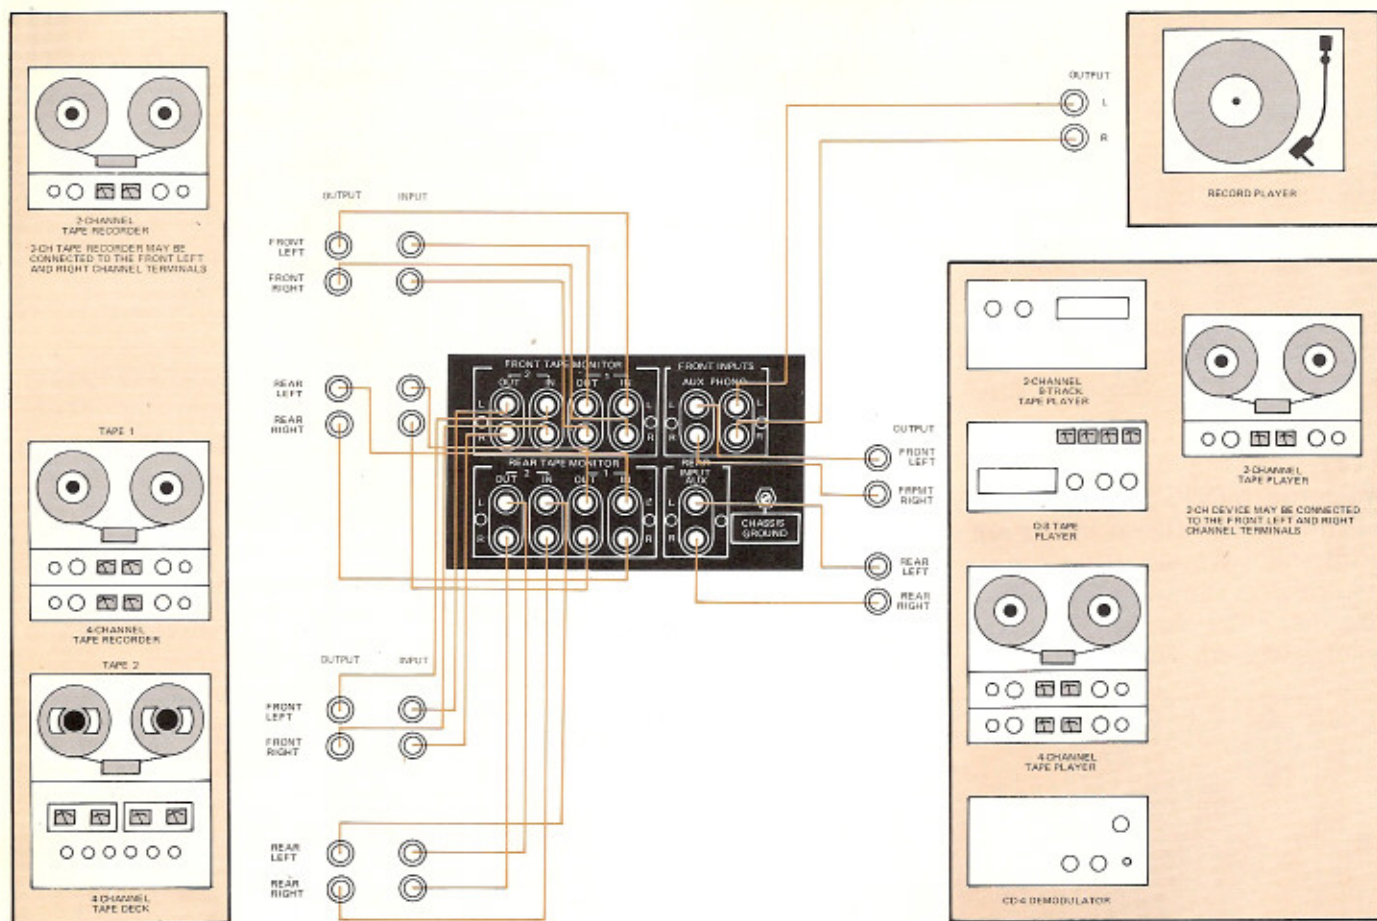 2-CHANNEL
TAPE RECORDER
2-CH TAPE RECORDER MAY BE
CONNECTED TO THE FRONT LEFT
AND RIGHT CHANNEL TERMINALS
TAPE 1
4-CHANNEL
TAPE RECORDER
TAPE 2
4-CHANNEL
TAPE DECK
OUTPUT INPUT
FRONT
LEFT
FRONT
RIGHT
REAR
LEFT
REAR
RIGHT
OUTPUT INPUT
FRONT
LEFT
FRONT
RIGHT
REAR
LEFT
REAR
RIGHT
FRONT TAPE MONITOR
2 1
OUT IN OUT IN
L L
R R
REAR TAPE MONITOR
2 1
OUT IN OUT IN
L L
R R
FRONT INPUTS
AUX PHONO
L L
R R
REAR
INPUT
AUX
L L
R R
CHASSIS
GROUND
OUTPUT
L
R
RECORD PLAYER
OUTPUT
FRONT
LEFT
FRPMT
RIGHT
REAR
LEFT
REAR
RIGHT
2-CHANNEL
8-TRACK
TAPE PLAYER
Q-8 TAPE
PLAYER
4-CHANNEL
TAPE PLAYER
CD-4 DEMODULATOR
2-CHANNEL
TAPE PLAYER
2-CH DEVICE MAY BE CONNECTED
TO THE FRONT LEFT AND RIGHT
CHANNEL TERMINALS